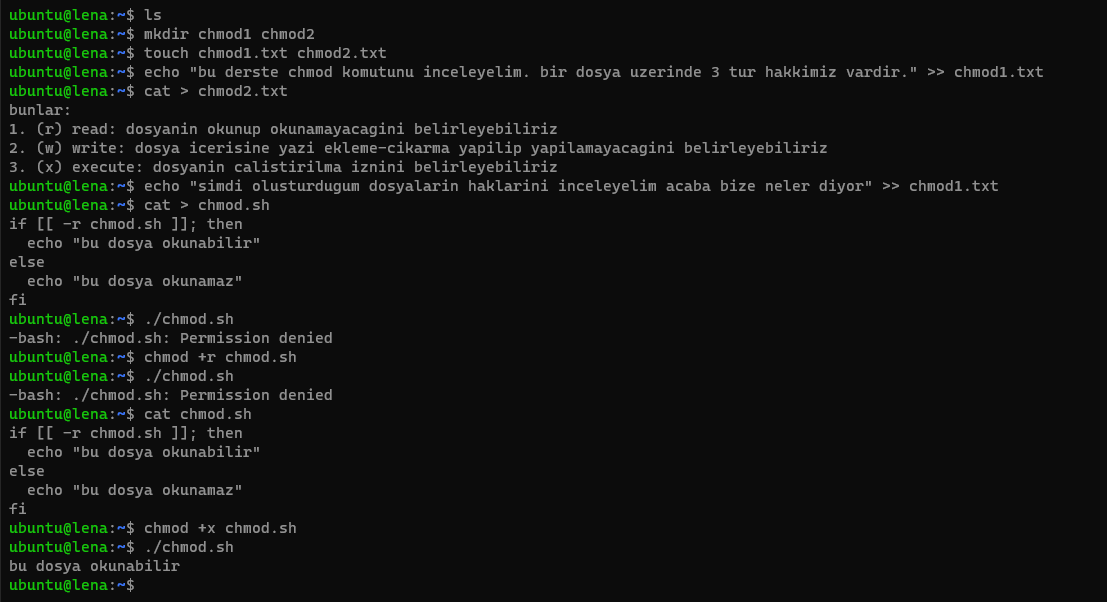 ubuntu@lena:~$ ls
ubuntu@lena:~$ mkdir chmod1 chmod2
ubuntu@lena:~$ touch chmod1.txt chmod2.txt
ubuntu@lena:~$ echo "bu derste chmod komutunu inceleyelim. bir dosya uzerinde 3 tur hakkimiz vardir." >> chmod1.txt
ubuntu@lena:~$ cat > chmod2.txt
bunlar:
1. (r) read: dosyanin okunup okunamayacagini belirleyebiliriz
2. (w) write: dosya icerisine yazi ekleme-cikarma yapilip yapilamayacagini belirleyebiliriz
3. (x) execute: dosyanin calistirilma iznini belirleyebiliriz
ubuntu@lena:~$ echo "simdi olusturdugum dosyalarin haklarini inceleyelim acaba bize neler diyor" >> chmod1.txt
ubuntu@lena:~$ cat > chmod.sh
if [[ -r chmod.sh ]]; then
  echo "bu dosya okunabilir"
else
  echo "bu dosya okunamaz"
fi
ubuntu@lena:~$ ./chmod.sh
-bash: ./chmod.sh: Permission denied
ubuntu@lena:~$ chmod +r chmod.sh
ubuntu@lena:~$ ./chmod.sh
-bash: ./chmod.sh: Permission denied
ubuntu@lena:~$ cat chmod.sh
if [[ -r chmod.sh ]]; then
  echo "bu dosya okunabilir"
else
  echo "bu dosya okunamaz"
fi
ubuntu@lena:~$ chmod +x chmod.sh
ubuntu@lena:~$ ./chmod.sh
bu dosya okunabilir
ubuntu@lena:~$